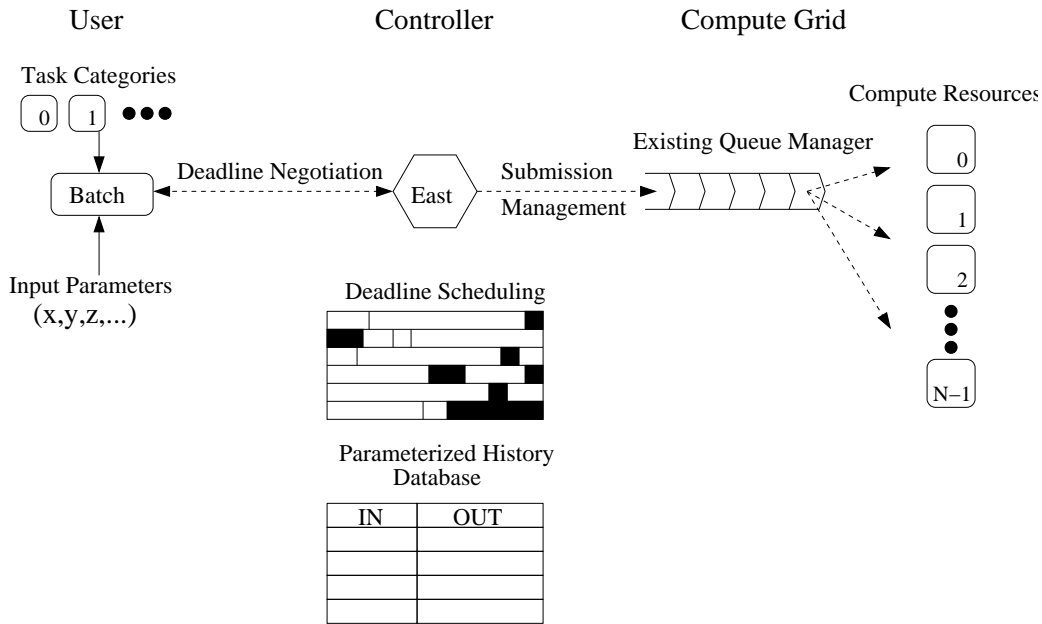 User
Controller
Compute Grid
Task Categories
0
1
Batch
Input Parameters
(x,y,z,...)
Deadline Negotiation
East
Submission
Management
Existing Queue Manager
Compute Resources
0
1
2
N−1
Deadline Scheduling
Parameterized History
Database
IN OUT